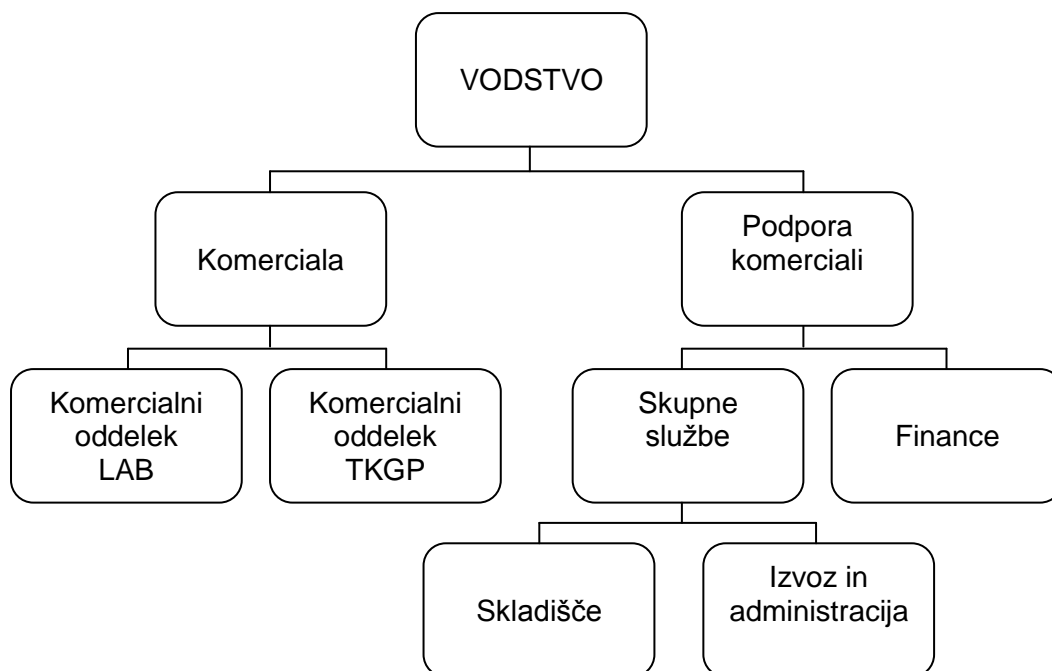 VODSTVO
Komerciala
Podpora
komerciali
Komercialni
oddelek
LAB
Komercialni
oddelek
TKGP
Skupne
službe
Finance
Skladišče
Izvoz in
administracija